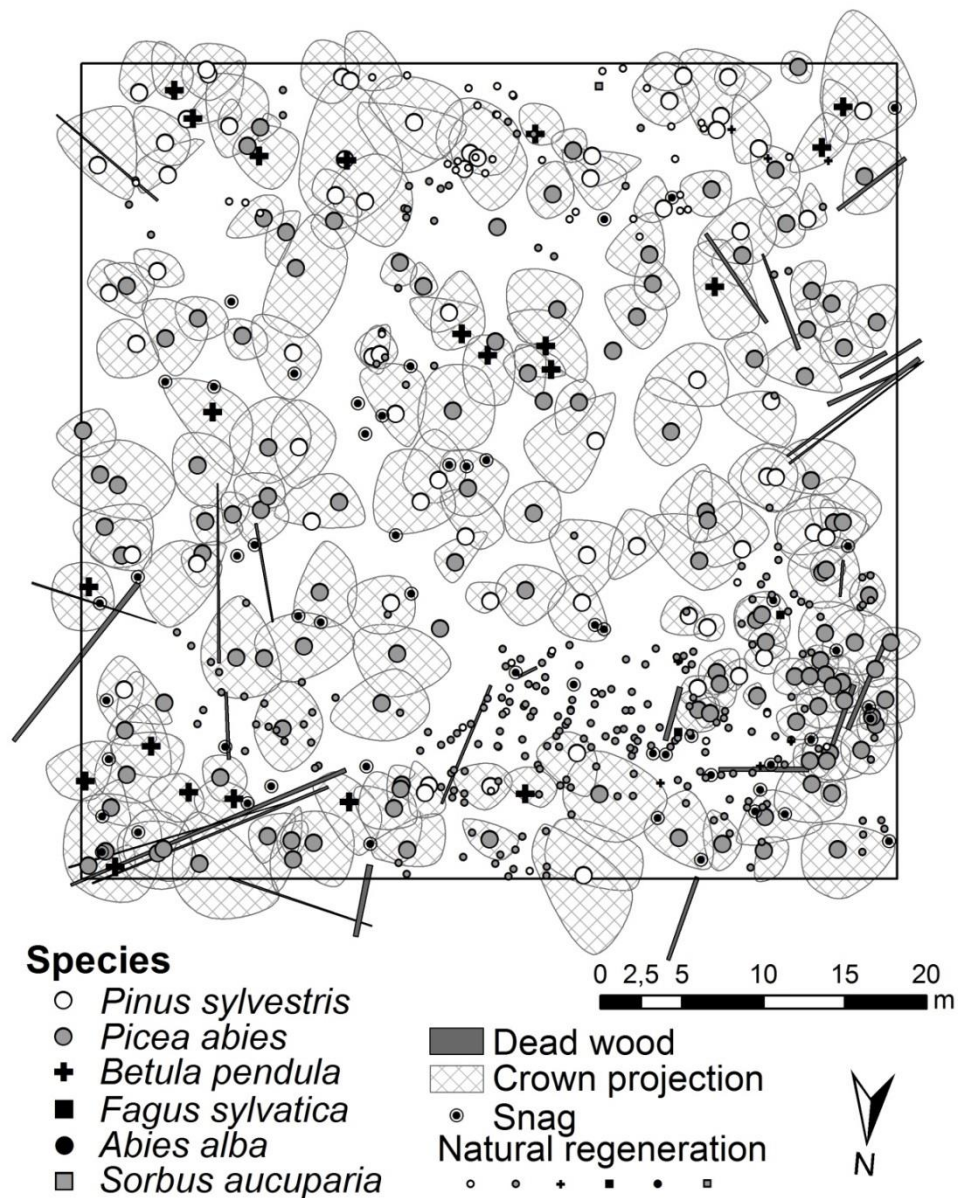 Species
Pinus sylvestris
Picea abies
Betula pendula
Fagus sylvatica
Abies alba
Sorbus aucuparia
0 2,5 5 10 15 20
m
Dead wood
Crown projection
Snag
Natural regeneration
N